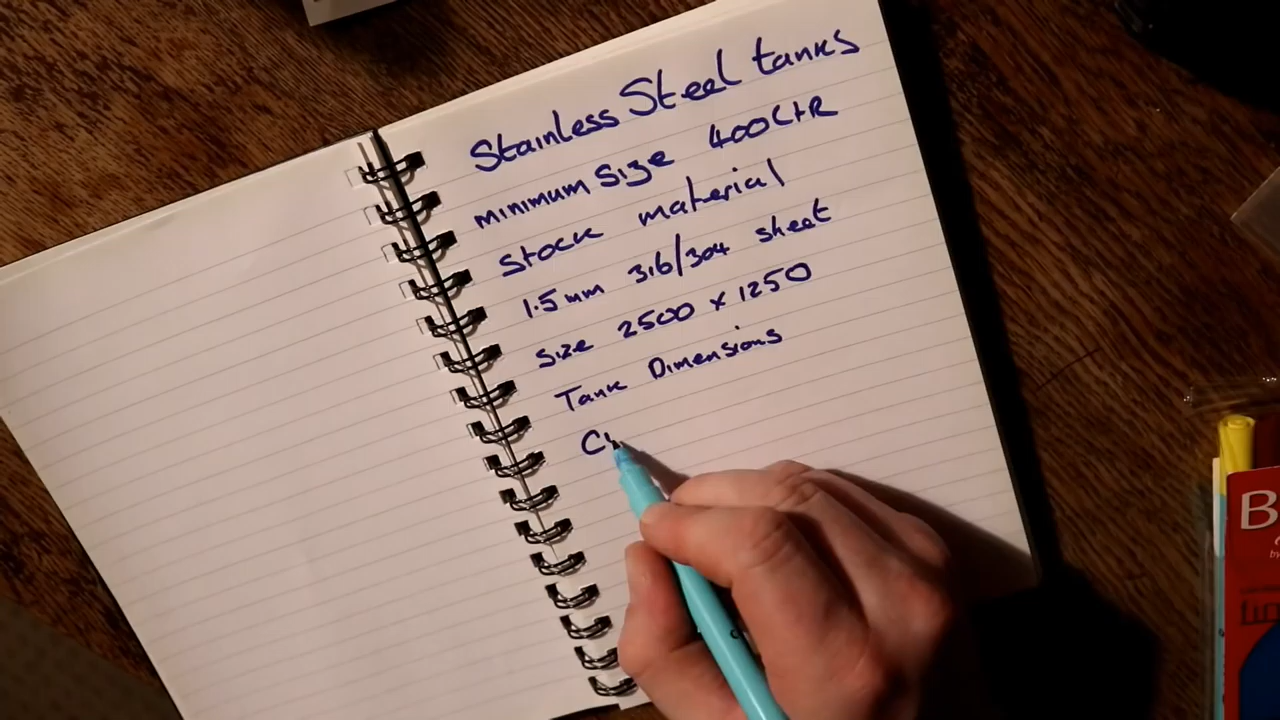 Stainless Steel tanks
minimum Size 400LtR
Stock material
1.5mm 316/304 sheet
Size 2500 x 1250
Tank Dimensions
B